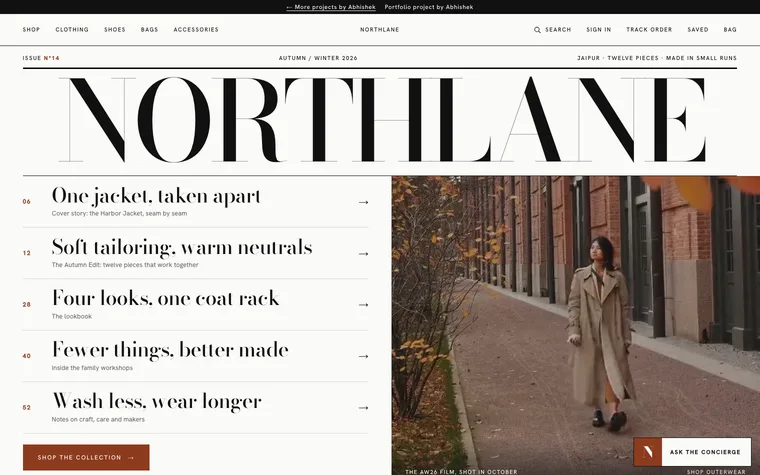 ← More projects by Abhishek Portfolio project by Abhishek
SHOP CLOTHING SHOES BAGS ACCESSORIES NORTHLANE SEARCH SIGN IN TRACK ORDER SAVED BAG
ISSUE Nº14 AUTUMN / WINTER 2026 JAIPUR · TWELVE PIECES · MADE IN SMALL RUNS
NORTHLANE
06 One jacket, taken apart →
Cover story: the Harbor Jacket, seam by seam
12 Soft tailoring, warm neutrals →
The Autumn Edit: twelve pieces that work together
28 Four looks, one coat rack →
The lookbook
40 Fewer things, better made →
Inside the family workshops
52 Wash less, wear longer →
Notes on craft, care and makers
SHOP THE COLLECTION →
N ASK THE CONCIERGE
THE AW26 FILM, SHOT IN OCTOBER SHOP OUTERWEAR